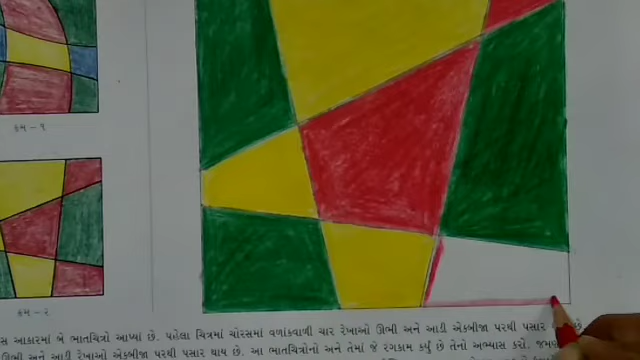 ક્રમ – ૧
ક્રમ – ૨
સ આકારમાં બે ભાતચિત્રો આપ્યાં છે. પહેલા ચિત્રમાં ચોરસમાં વળાંકવાળી ચાર રેખાઓ ઊભી અને આડી એકબીજા પરથી પસાર
ઊભી અને આડી રેખાઓ એકબીજા પરથી પસાર થાય છે. આ ભાતચિત્રોનો અને તેમાં જે રંગકામ કર્યું છે તેનો અભ્યાસ કરો. જમણ